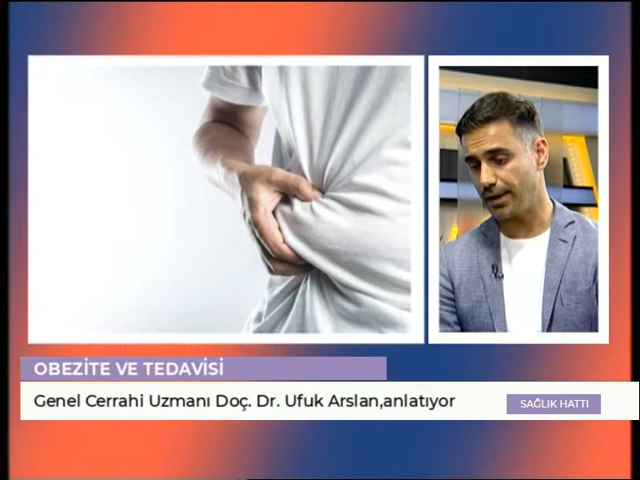 OBEZİTE VE TEDAVİSİ
Genel Cerrahi Uzmanı Doç. Dr. Ufuk Arslan,anlatıyor
SAĞLIK HATTI